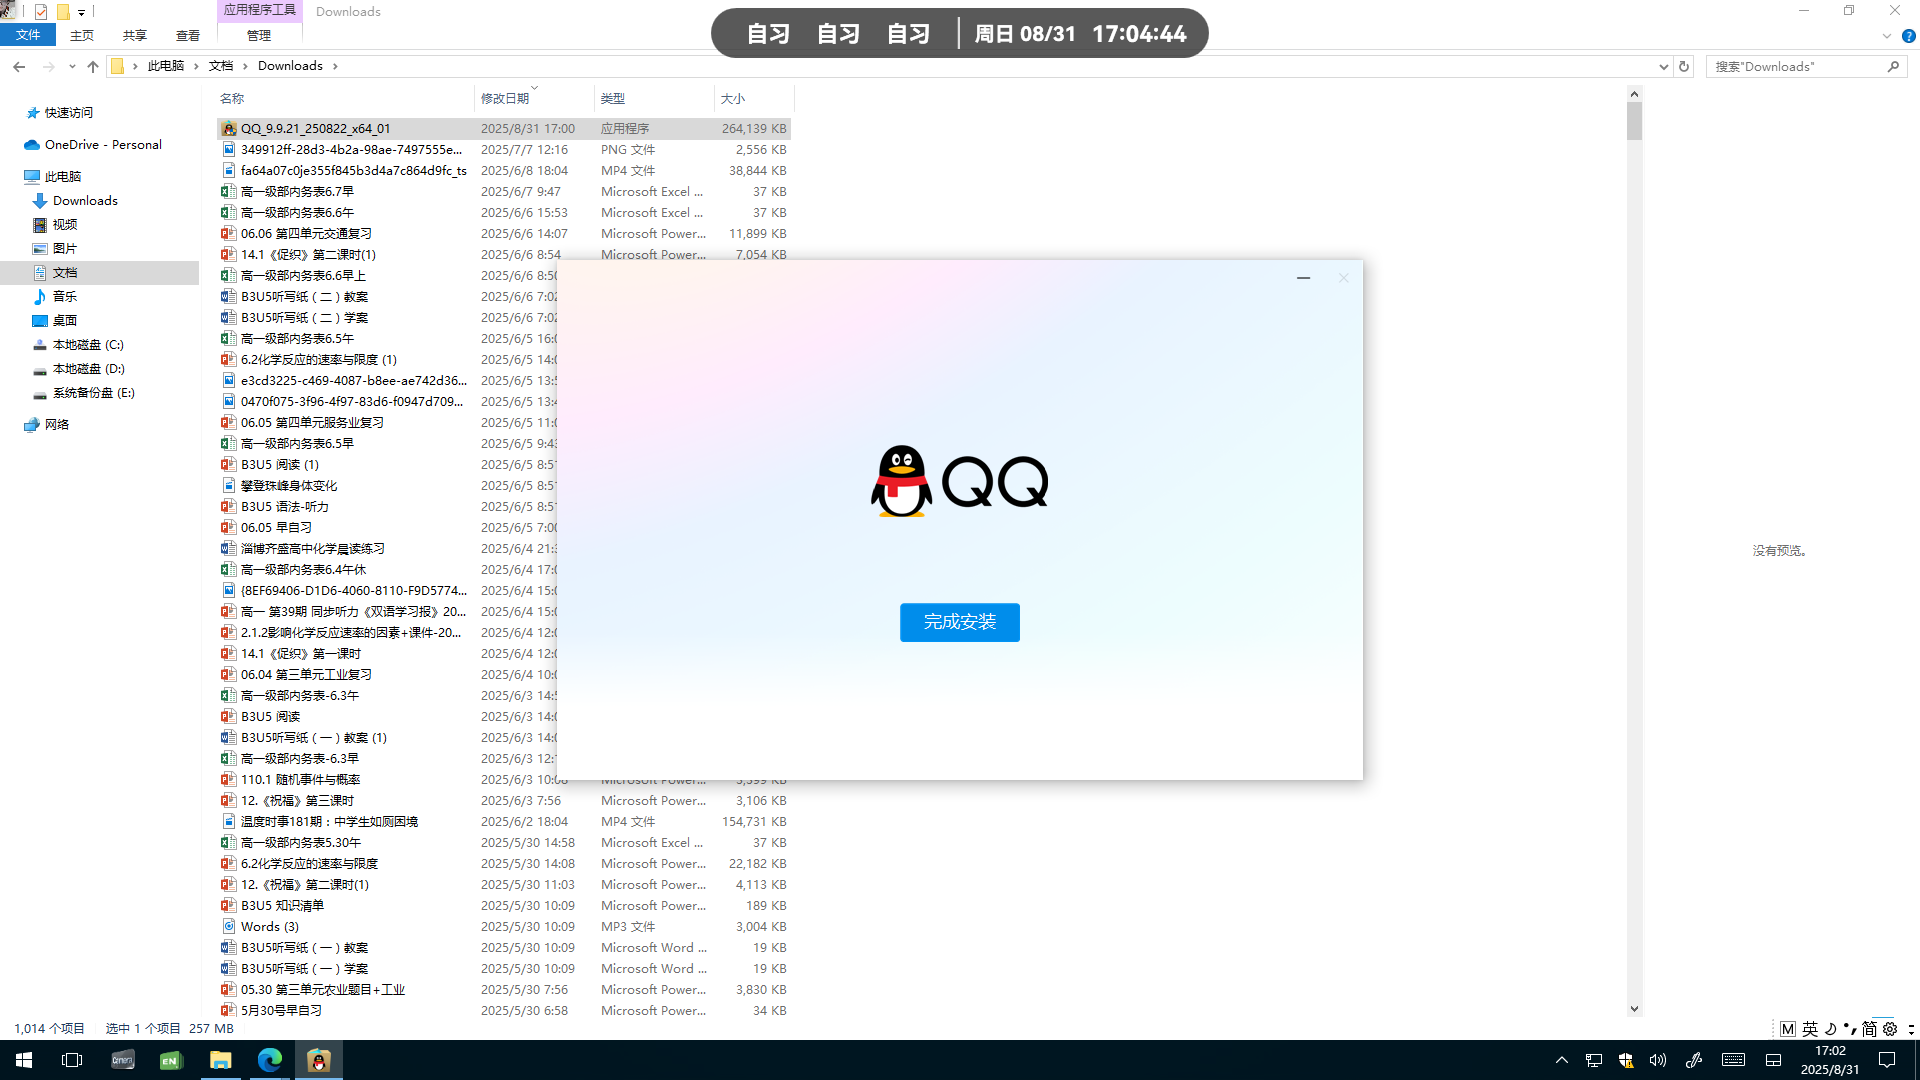 应用程序工具
Downloads
文件
主页
共享
查看
管理
自习 自习 自习 周日 08/31 17:04:44
此电脑 文档 Downloads
搜索"Downloads"
快速访问
OneDrive - Personal
此电脑
Downloads
视频
图片
文档
音乐
桌面
本地磁盘 (C:)
本地磁盘 (D:)
系统备份盘 (E:)
网络
名称 修改日期 类型 大小
QQ_9.9.21_250822_x64_01 2025/8/31 17:00 应用程序 264,139 KB
349912ff-28d3-4b2a-98ae-7497555e... 2025/7/7 12:16 PNG 文件 2,556 KB
fa64a07c0je355f845b3d4a7c864d9fc_ts 2025/6/8 18:04 MP4 文件 38,844 KB
高一级部内务表6.7早 2025/6/7 9:47 Microsoft Excel ... 37 KB
高一级部内务表6.6午 2025/6/6 15:53 Microsoft Excel ... 37 KB
06.06 第四单元交通复习 2025/6/6 14:07 Microsoft Power... 11,899 KB
14.1《促织》第二课时(1) 2025/6/6 8:54 Microsoft Power... 7,054 KB
高一级部内务表6.6早上 2025/6/6 8:50
B3U5听写纸（二）教案 2025/6/6 7:02
B3U5听写纸（二）学案 2025/6/6 7:02
高一级部内务表6.5午 2025/6/5 16:0
6.2化学反应的速率与限度 (1) 2025/6/5 14:0
e3cd3225-c469-4087-b8ee-ae742d36... 2025/6/5 13:5
0470f075-3f96-4f97-83d6-f0947d709... 2025/6/5 13:4
06.05 第四单元服务业复习 2025/6/5 11:0
高一级部内务表6.5早 2025/6/5 9:43
B3U5 阅读 (1) 2025/6/5 8:51
攀登珠峰身体变化 2025/6/5 8:51
B3U5 语法-听力 2025/6/5 8:51
06.05 早自习 2025/6/5 7:00
淄博齐盛高中化学晨读练习 2025/6/4 21:3
高一级部内务表6.4午休 2025/6/4 17:0
{8EF69406-D1D6-4060-8110-F9D5774... 2025/6/4 15:0
高一 第39期 同步听力《双语学习报》20... 2025/6/4 15:0
2.1.2影响化学反应速率的因素+课件-20... 2025/6/4 12:0
14.1《促织》第一课时 2025/6/4 12:0
06.04 第三单元工业复习 2025/6/4 10:0
高一级部内务表-6.3午 2025/6/3 14:5
B3U5 阅读 2025/6/3 14:0
B3U5听写纸（一）教案 (1) 2025/6/3 14:0
高一级部内务表-6.3早 2025/6/3 12:1
110.1 随机事件与概率 2025/6/3 10:08 Microsoft Power... 5,599 KB
12.《祝福》第三课时 2025/6/3 7:56 Microsoft Power... 3,106 KB
温度时事181期：中学生如厕困境 2025/6/2 18:04 MP4 文件 154,731 KB
高一级部内务表5.30午 2025/5/30 14:58 Microsoft Excel ... 37 KB
6.2化学反应的速率与限度 2025/5/30 14:08 Microsoft Power... 22,182 KB
12.《祝福》第二课时(1) 2025/5/30 11:03 Microsoft Power... 4,113 KB
B3U5 知识清单 2025/5/30 10:09 Microsoft Power... 189 KB
Words (3) 2025/5/30 10:09 MP3 文件 3,004 KB
B3U5听写纸（一）教案 2025/5/30 10:09 Microsoft Word ... 19 KB
B3U5听写纸（一）学案 2025/5/30 10:09 Microsoft Word ... 19 KB
05.30 第三单元农业题目+工业 2025/5/30 7:56 Microsoft Power... 3,830 KB
5月30号早自习 2025/5/30 6:58 Microsoft Power... 34 KB
QQ
完成安装
没有预览。
1,014 个项目 选中 1 个项目 257 MB
M 英 简
Camera
EN
17:02
2025/8/31